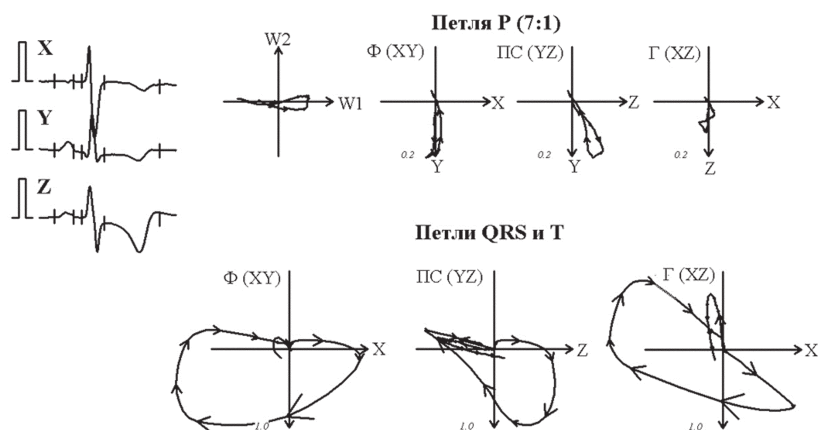 Петля P (7:1)
X
Y
Z
W2
W1
Ф (XY)
X
Y
0.2
ПС (YZ)
Z
Y
0.2
Г (XZ)
X
Z
0.2
Петли QRS и T
Ф (XY)
X
1.0
ПС (YZ)
Z
1.0
Г (XZ)
X
1.0